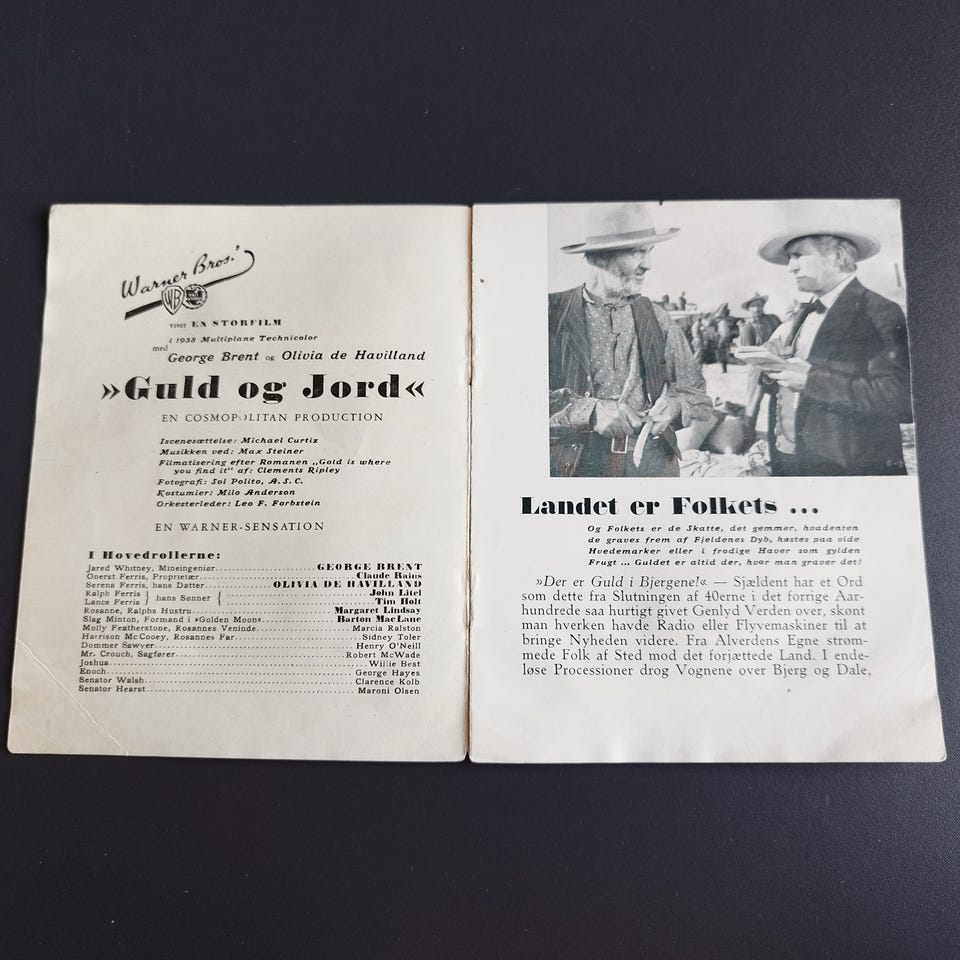 Warner Bros.'
WB
viser EN STORFILM
i 1938 Multiplane Technicolor
med George Brent og Olivia de Havilland
»Guld og Jord«
EN COSMOPOLITAN PRODUCTION
Iscenesættelse: Michael Curtiz
Musikken ved: Max Steiner
Filmatisering efter Romanen „Gold is where
you find it" af: Clements Ripley
Fotografi: Sol Polito, A.S.C.
Kostumier: Milo Anderson
Orkesterleder: Leo F. Forbstein
EN WARNER-SENSATION
I Hovedrollerne:
Jared Whitney, Mineingeniør GEORGE BRENT
Oberst Ferris, Proprietær Claude Rains
Serena Ferris, hans Datter OLIVIA DE HAVILLAND
Ralph Ferris } hans Sønner { John Litel
Lance Ferris Tim Holt
Rosanne, Ralphs Hustru Margaret Lindsay
Slag Minton, Formand i »Golden Moon« Barton MacLane
Molly Featherstone, Rosannes Veninde Marcia Ralston
Harrison McCooey, Rosannes Far Sidney Toler
Dommer Sawyer Henry O'Neill
Mr. Crouch, Sagfører Robert McWade
Joshua Willie Best
Enoch George Hayes
Senator Walsh Clarence Kolb
Senator Hearst Maroni Olsen
Landet er Folkets ...
Og Folkets er de Skatte, det gemmer, hvadenten
de graves frem af Fjeldenes Dyb, høstes paa vide
Hvedemarker eller i frodige Haver som gylden
Frugt ... Guldet er altid der, hvor man graver det!
»Der er Guld i Bjergene!« — Sjældent har et Ord
som dette fra Slutningen af 40erne i det forrige Aar-
hundrede saa hurtigt givet Genlyd Verden over, skønt
man hverken havde Radio eller Flyvemaskiner til at
bringe Nyheden videre. Fra Alverdens Egne strøm-
mede Folk af Sted mod det forjættede Land. I ende-
løse Processioner drog Vognene over Bjerg og Dale,